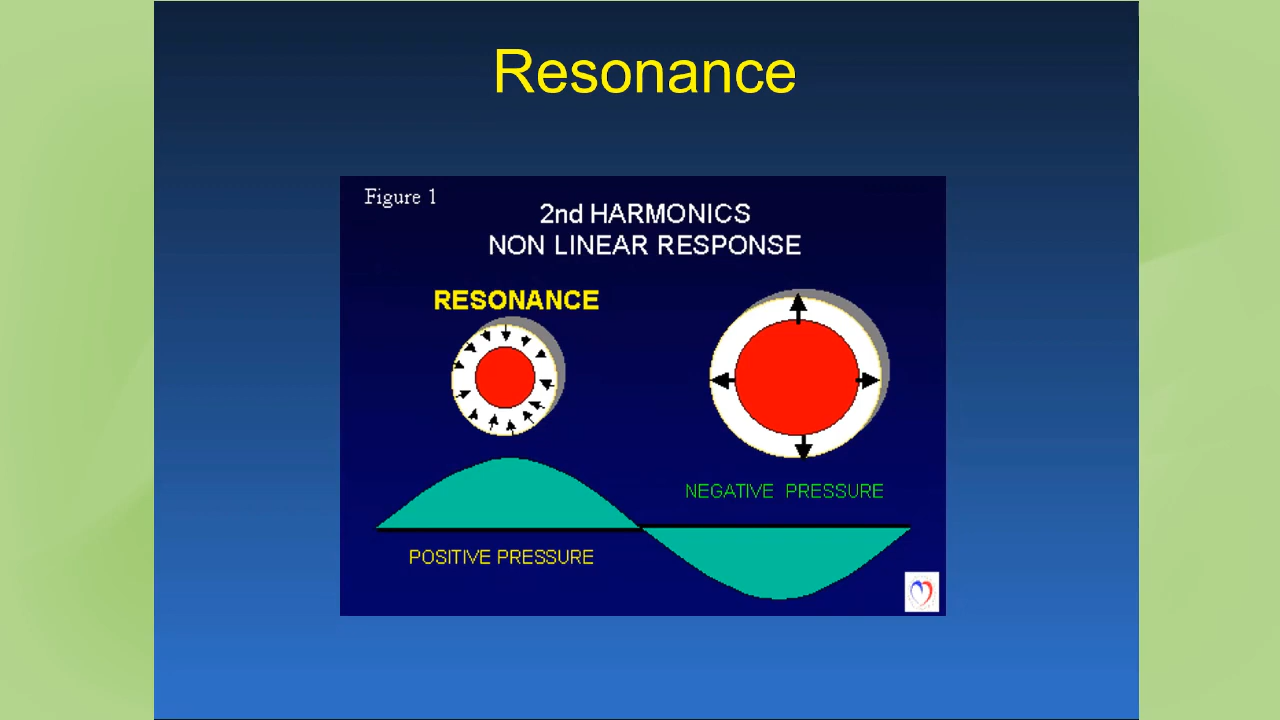 Resonance
Figure 1
2nd HARMONICS
NON LINEAR RESPONSE
RESONANCE
NEGATIVE PRESSURE
POSITIVE PRESSURE